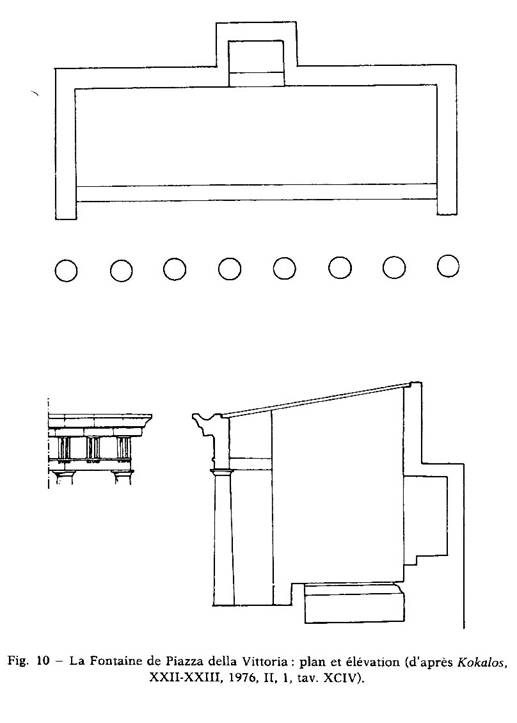 Fig. 10 – La Fontaine de Piazza della Vittoria : plan et élévation (d'après Kokalos,
XXII-XXIII, 1976, II, 1, tav. XCIV).